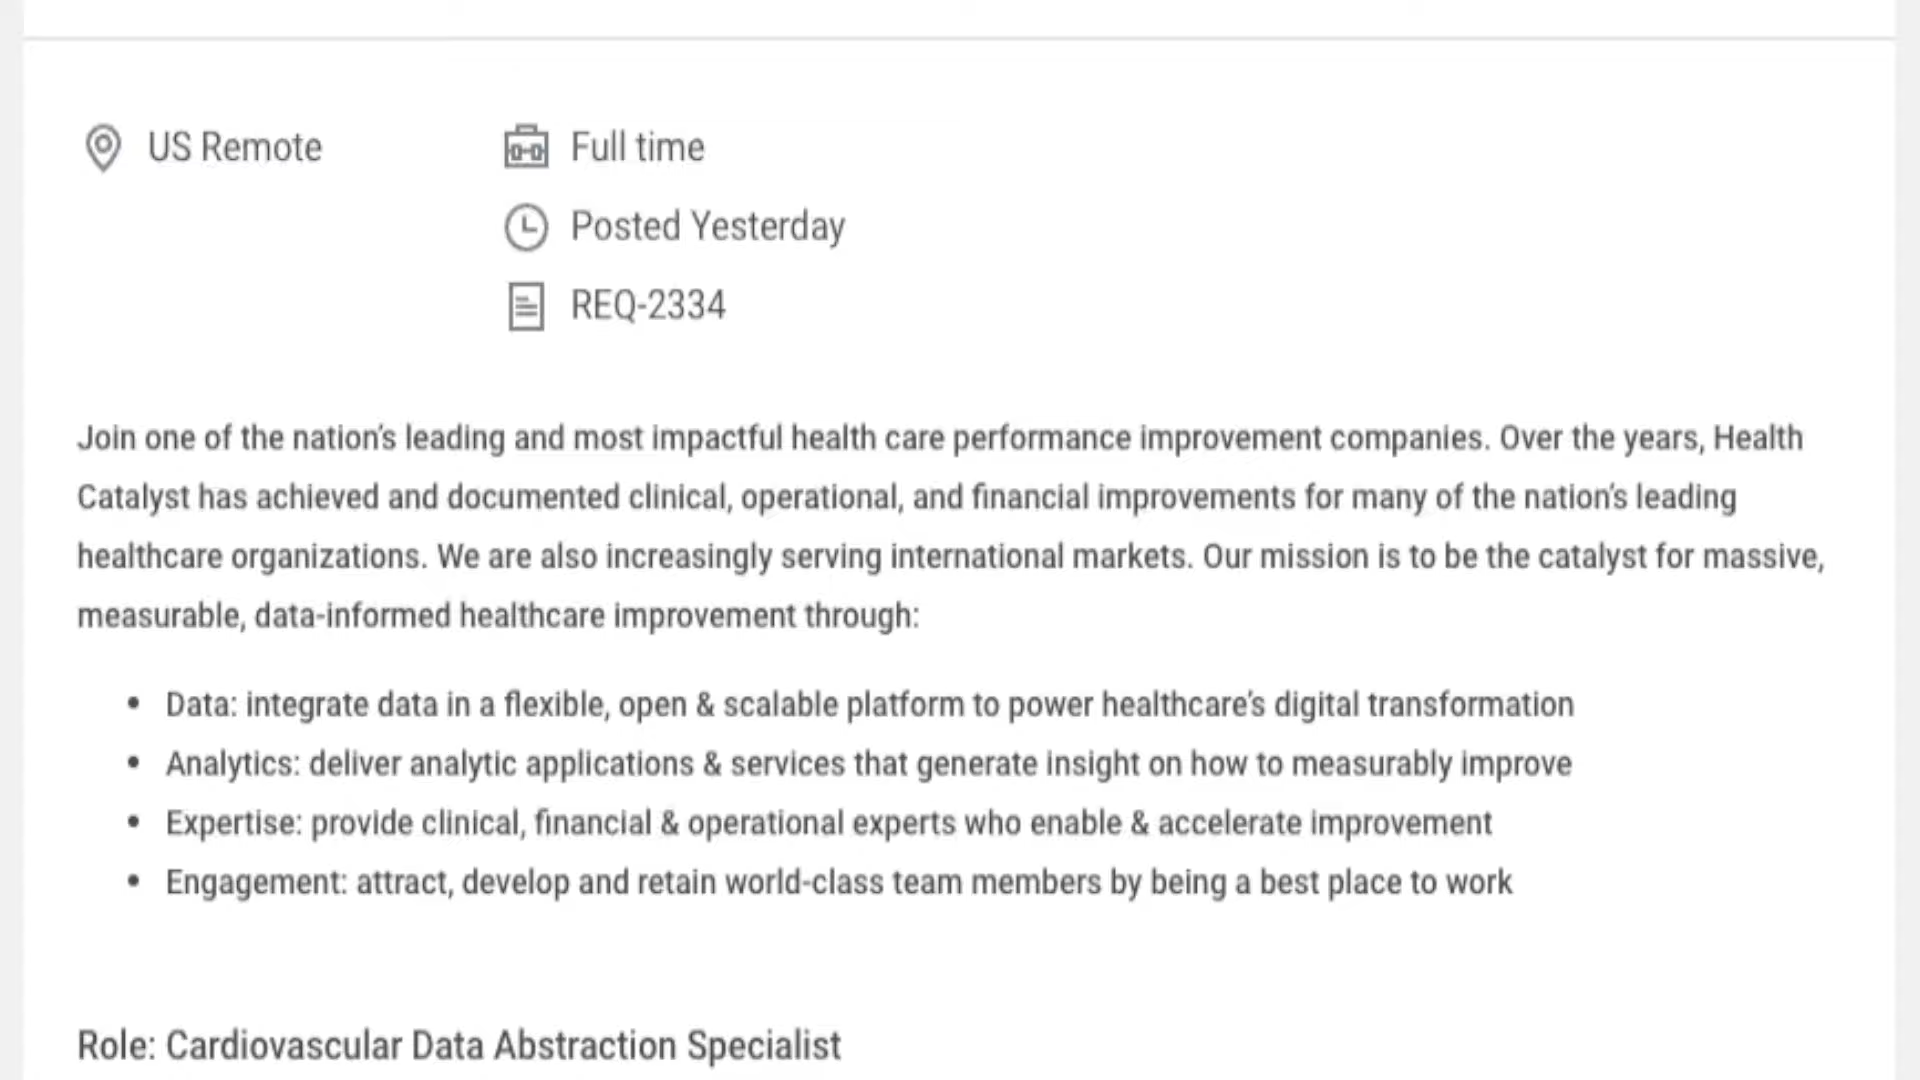 US Remote
Full time
Posted Yesterday
REQ-2334
Join one of the nation's leading and most impactful health care performance improvement companies. Over the years, Health
Catalyst has achieved and documented clinical, operational, and financial improvements for many of the nation's leading
healthcare organizations. We are also increasingly serving international markets. Our mission is to be the catalyst for massive,
measurable, data-informed healthcare improvement through:
• Data: integrate data in a flexible, open & scalable platform to power healthcare's digital transformation
• Analytics: deliver analytic applications & services that generate insight on how to measurably improve
• Expertise: provide clinical, financial & operational experts who enable & accelerate improvement
• Engagement: attract, develop and retain world-class team members by being a best place to work
Role: Cardiovascular Data Abstraction Specialist